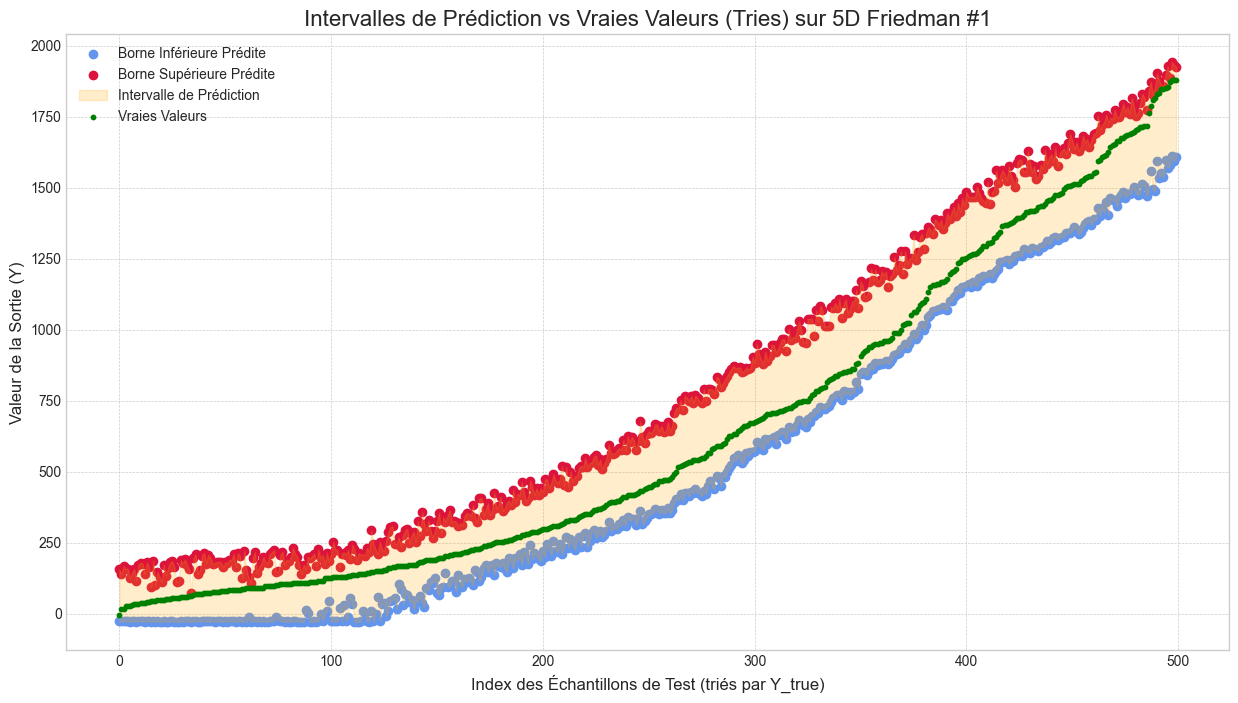 Intervalles de Prédiction vs Vraies Valeurs (Tries) sur 5D Friedman #1
Borne Inférieure Prédite
Borne Supérieure Prédite
Intervalle de Prédiction
Vraies Valeurs
Valeur de la Sortie (Y)
2000
1750
1500
1250
1000
750
500
250
0
0 100 200 300 400 500
Index des Échantillons de Test (triés par Y_true)